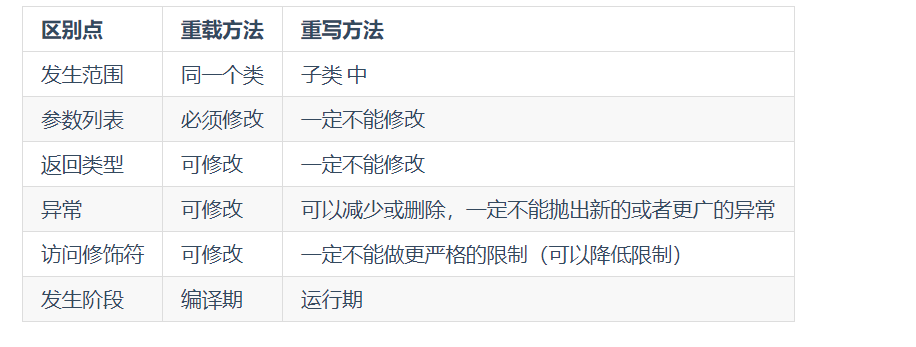 区别点 重载方法 重写方法
发生范围 同一个类 子类 中
参数列表 必须修改 一定不能修改
返回类型 可修改 一定不能修改
异常 可修改 可以减少或删除，一定不能抛出新的或者更广的异常
访问修饰符 可修改 一定不能做更严格的限制（可以降低限制）
发生阶段 编译期 运行期